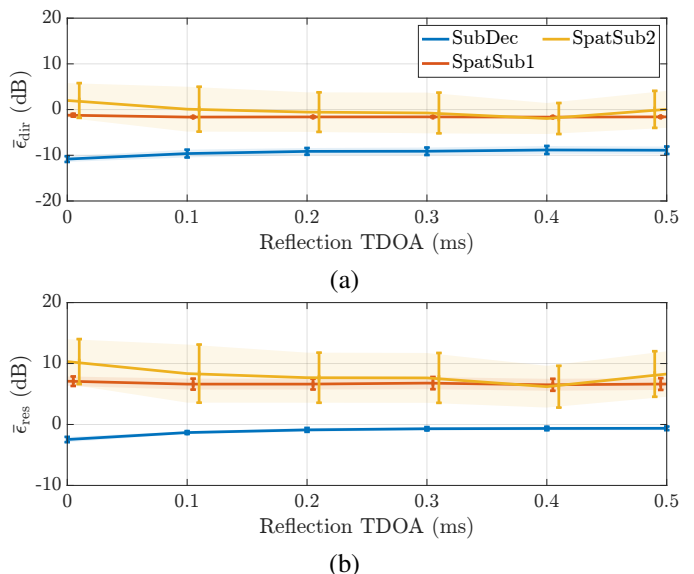 20
10
0
-10
-20
ϵ̄dir (dB)
SubDec
SpatSub2
SpatSub1
0 0.1 0.2 0.3 0.4 0.5
Reflection TDOA (ms)
(a)
20
10
0
-10
ϵ̄res (dB)
0 0.1 0.2 0.3 0.4 0.5
Reflection TDOA (ms)
(b)